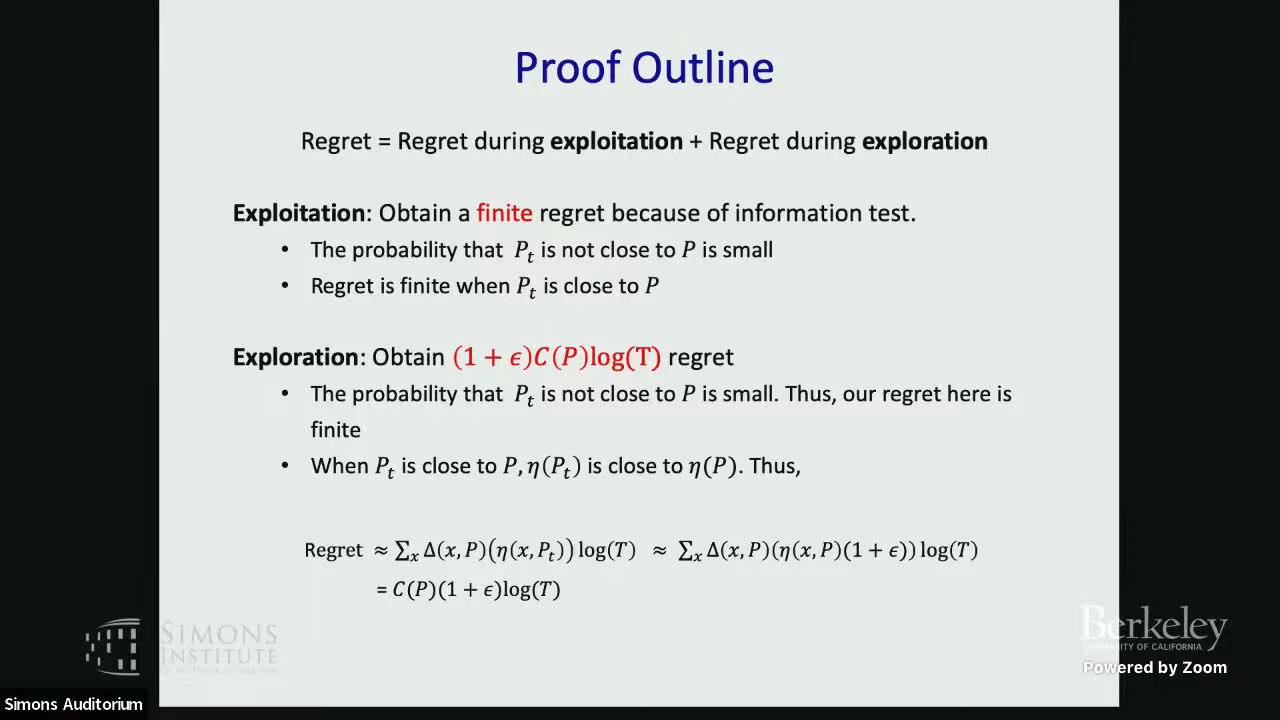 Proof Outline
Regret = Regret during exploitation + Regret during exploration
Exploitation: Obtain a finite regret because of information test.
• The probability that P_t is not close to P is small
• Regret is finite when P_t is close to P
Exploration: Obtain (1 + ϵ)C(P)log(T) regret
• The probability that P_t is not close to P is small. Thus, our regret here is
finite
• When P_t is close to P, η(P_t) is close to η(P). Thus,
Regret ≈ ∑_x Δ(x, P)(η(x, P_t)) log(T) ≈ ∑_x Δ(x, P)(η(x, P)(1 + ϵ)) log(T)
= C(P)(1 + ϵ)log(T)
SIMONS
INSTITUTE
Berkeley
UNIVERSITY OF CALIFORNIA
Powered by Zoom
Simons Auditorium